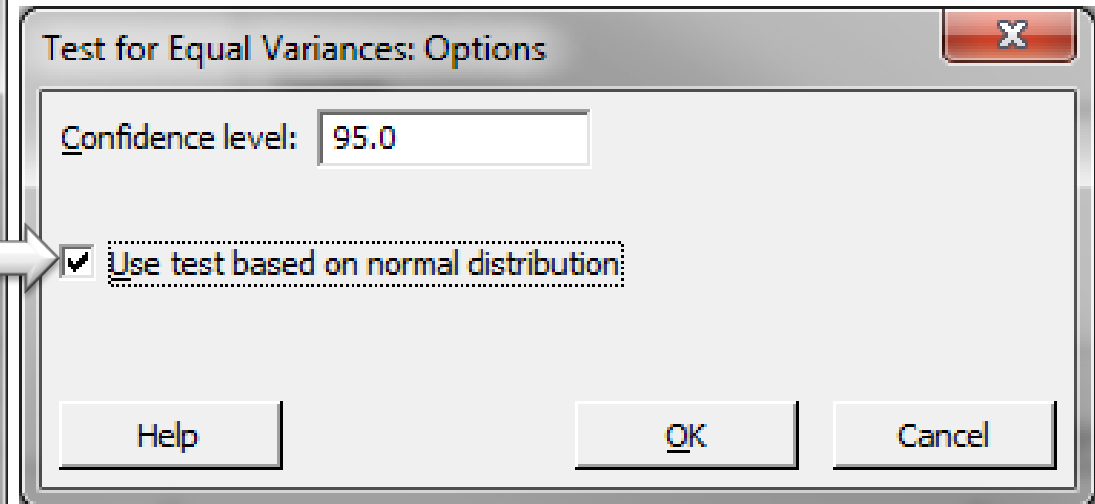 Test for Equal Variances: Options
Confidence level: 95.0
Use test based on normal distribution
Help OK Cancel